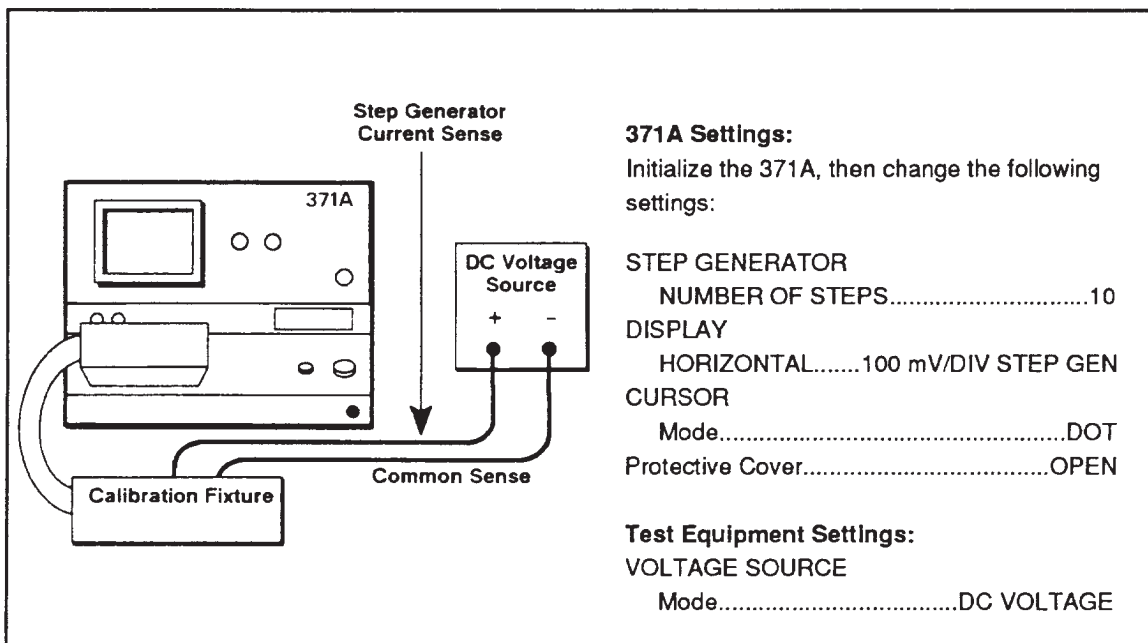 Step Generator
Current Sense
371A
DC Voltage
Source
+ −
Common Sense
Calibration Fixture
371A Settings:
Initialize the 371A, then change the following
settings:
STEP GENERATOR
NUMBER OF STEPS.............................10
DISPLAY
HORIZONTAL.......100 mV/DIV STEP GEN
CURSOR
Mode..................................................DOT
Protective Cover....................................OPEN
Test Equipment Settings:
VOLTAGE SOURCE
Mode...................................DC VOLTAGE